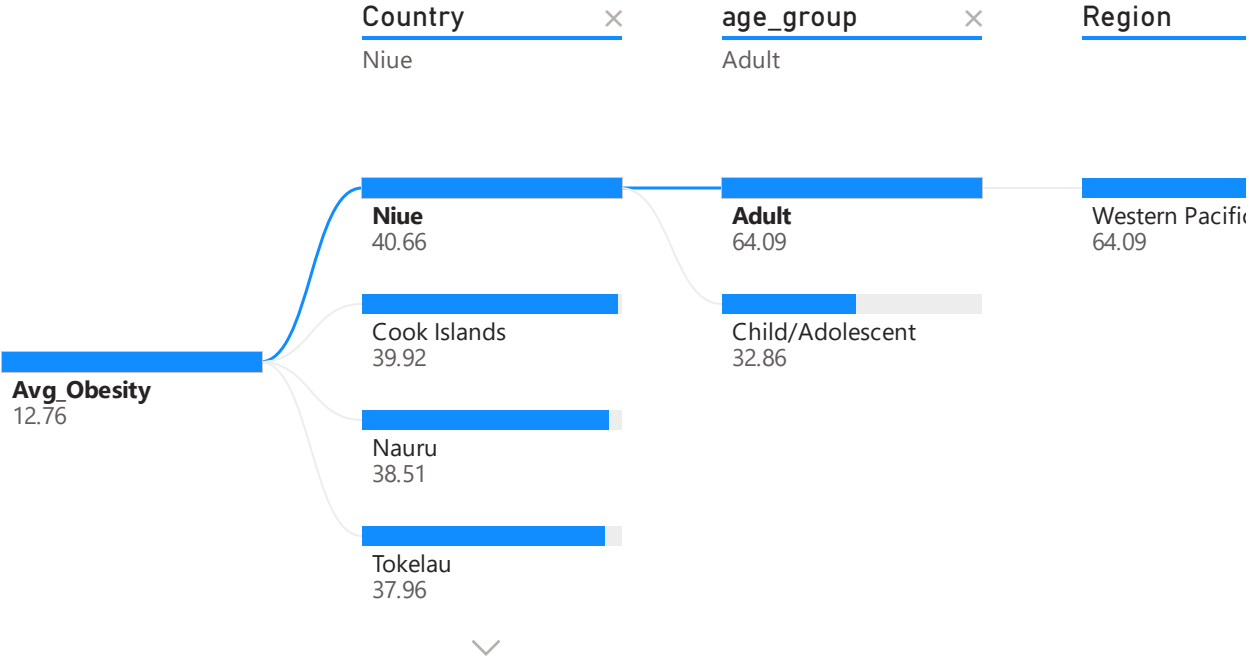 Country
Niue
age_group
Adult
Region
Niue
40.66
Cook Islands
39.92
Nauru
38.51
Tokelau
37.96
Adult
64.09
Child/Adolescent
32.86
Western Pacific
64.09
Avg_Obesity
12.76